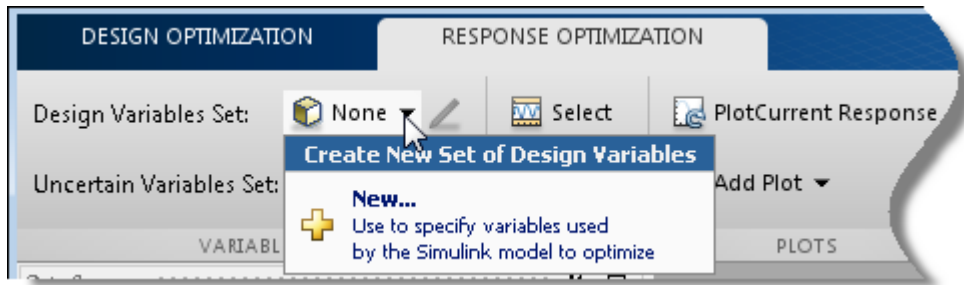 DESIGN OPTIMIZATION
RESPONSE OPTIMIZATION
Design Variables Set:
None
Select
PlotCurrent Response
Create New Set of Design Variables
Uncertain Variables Set:
New...
Use to specify variables used
by the Simulink model to optimize
Add Plot
VARIABL
PLOTS